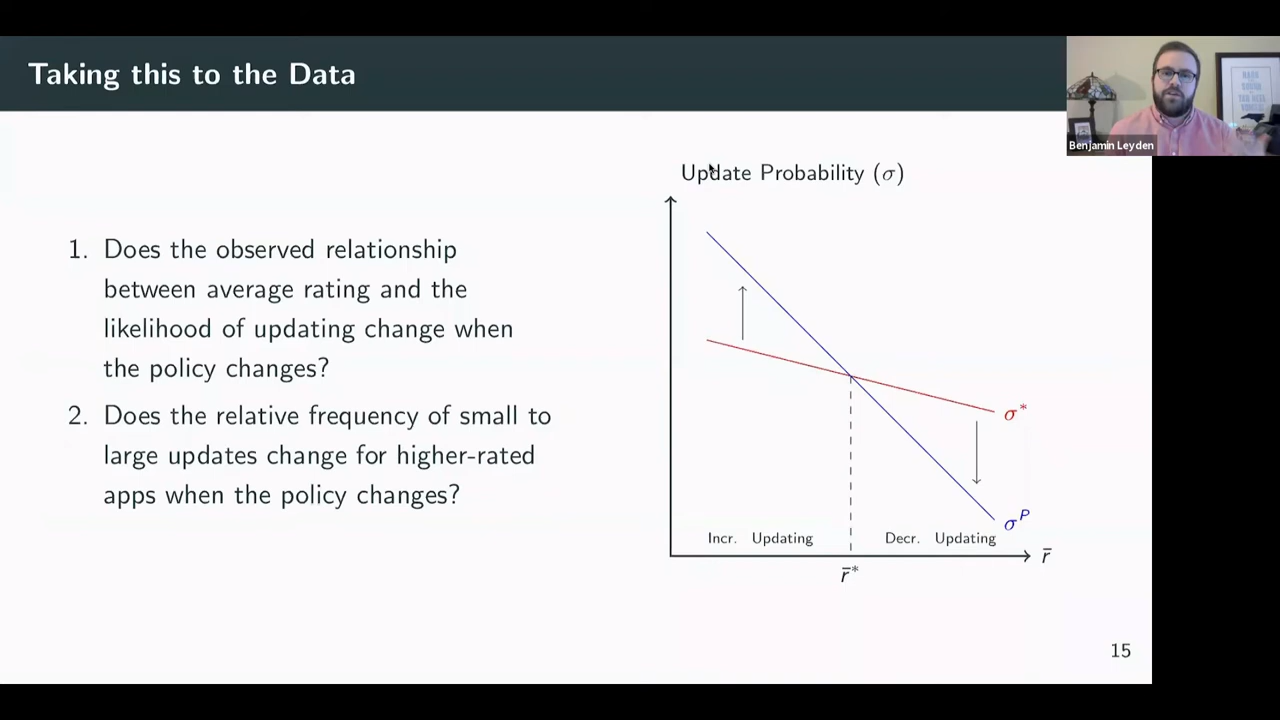 Taking this to the Data
Benjamin Leyden
1. Does the observed relationship
between average rating and the
likelihood of updating change when
the policy changes?
2. Does the relative frequency of small to
large updates change for higher-rated
apps when the policy changes?
Update Probability (σ)
σ*
σᴾ
Incr. Updating
Decr. Updating
r̄
r̄*
15